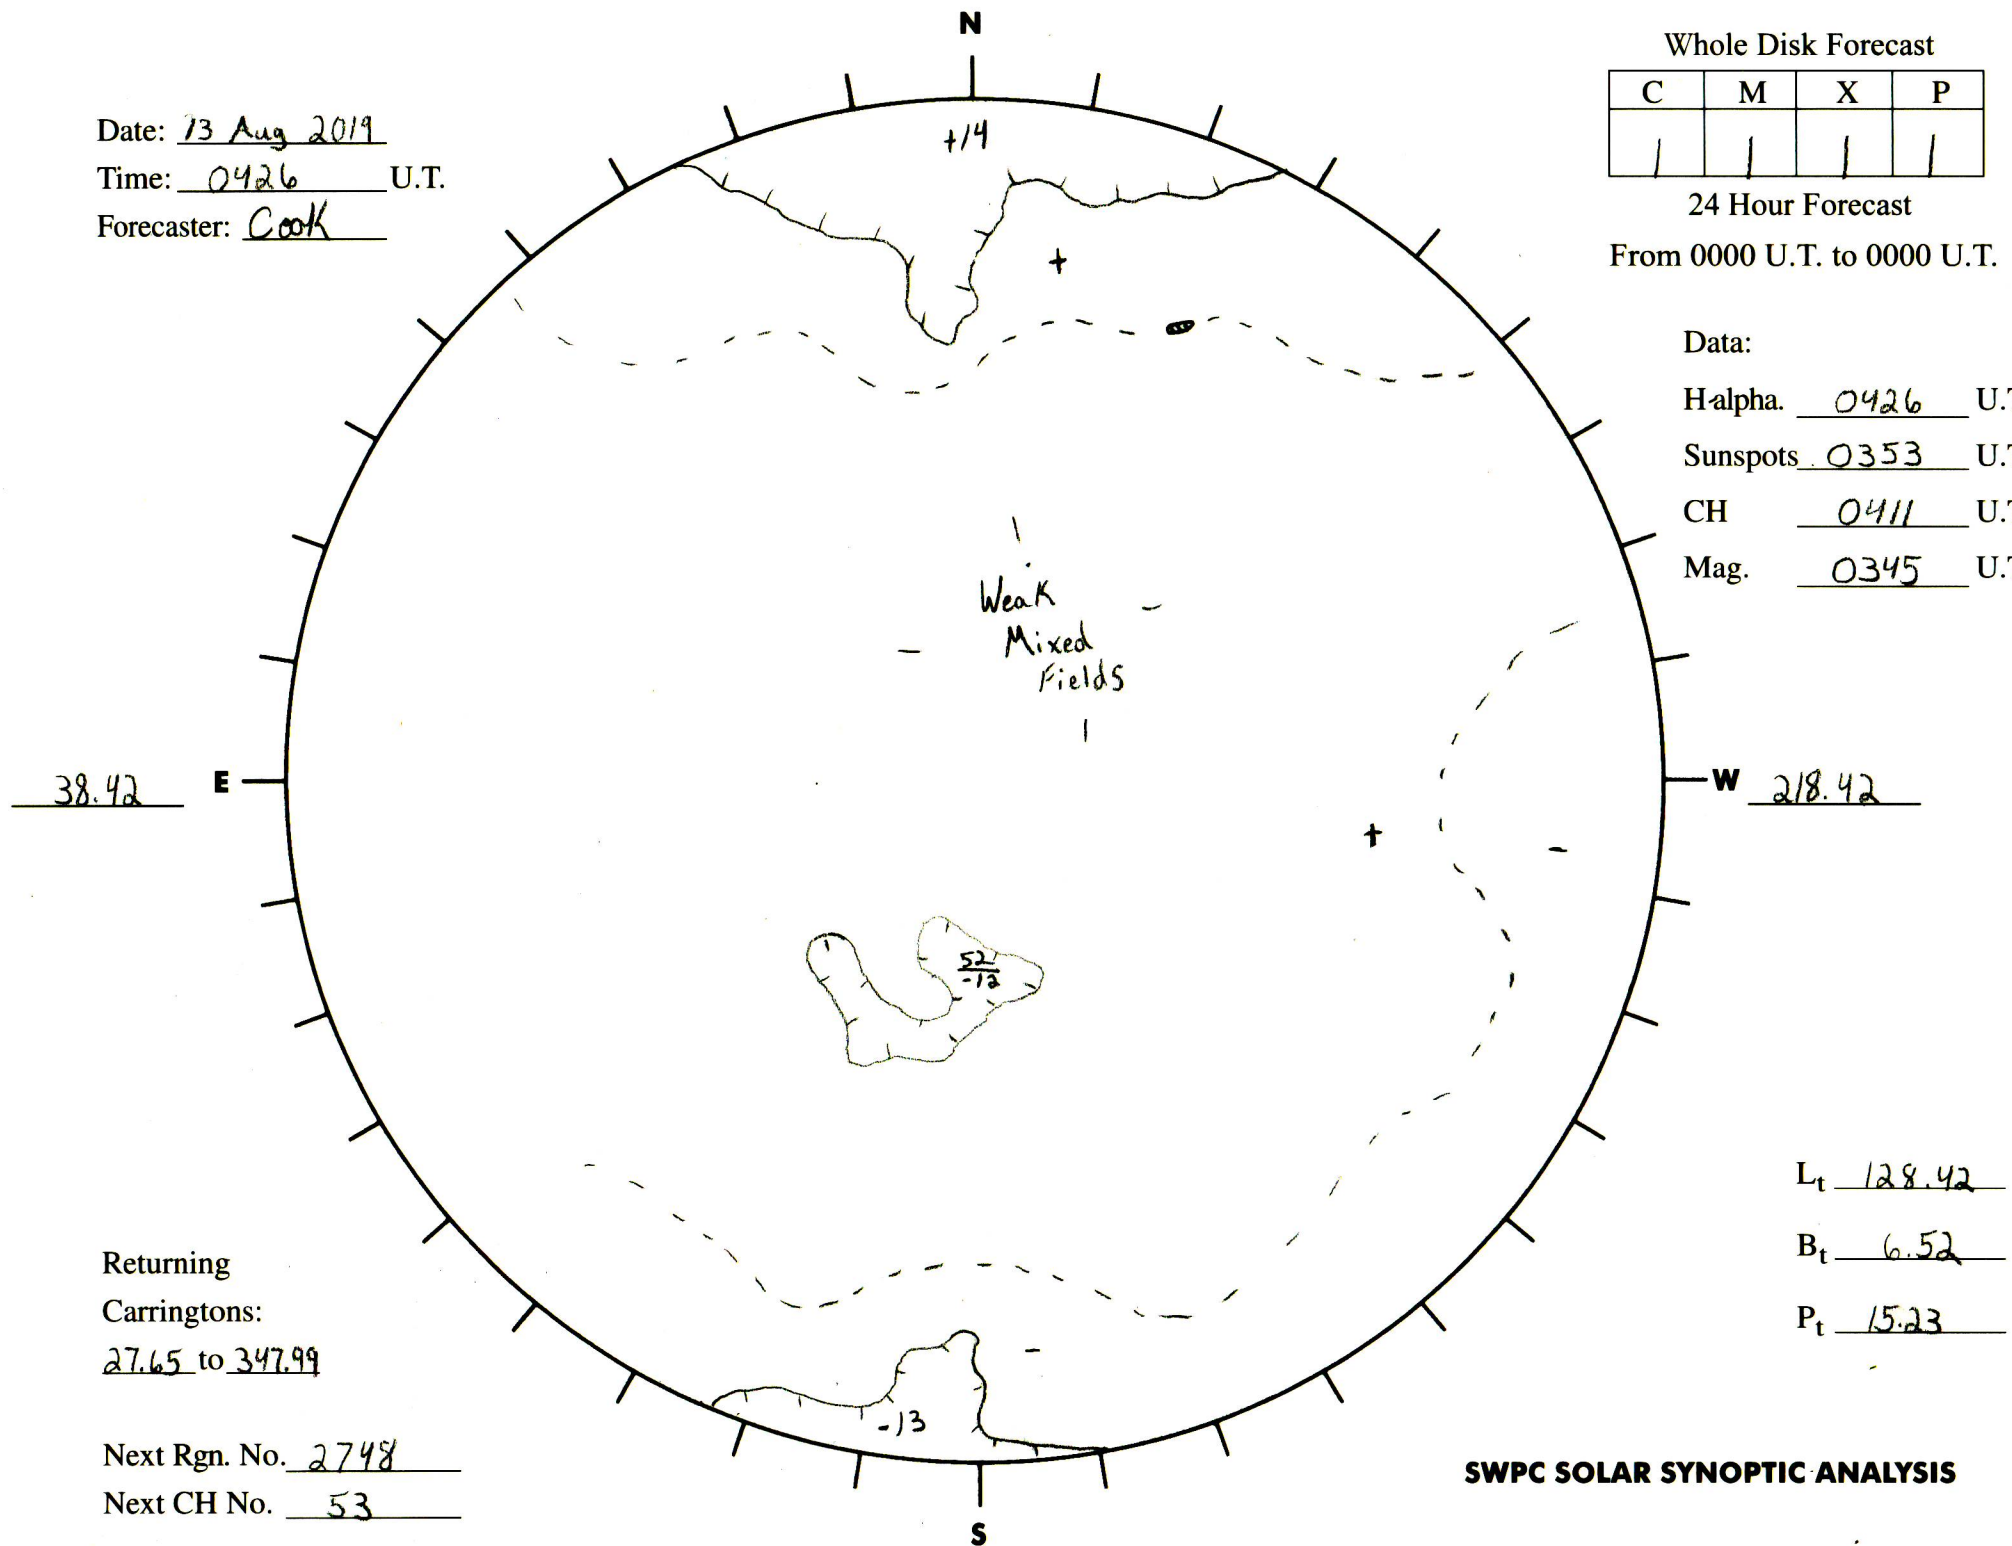 N
Whole Disk Forecast
C M X P
1 1 1 1
24 Hour Forecast
From 0000 U.T. to 0000 U.T.
Date: 13 Aug 2019
Time: 0426 U.T.
Forecaster: Cook
+14
+
Data:
H-alpha. 0426 U.T
Sunspots 0353 U.T
CH 0411 U.T
Mag. 0345 U.T
Weak
Mixed
Fields
38.42 E
W 218.42
+
-
52
-12
Lt 128.42
Bt 6.52
Pt 15.23
Returning
Carringtons:
27.65 to 347.99
-
-13
Next Rgn. No. 2748
Next CH No. 53
SWPC SOLAR SYNOPTIC ANALYSIS
S